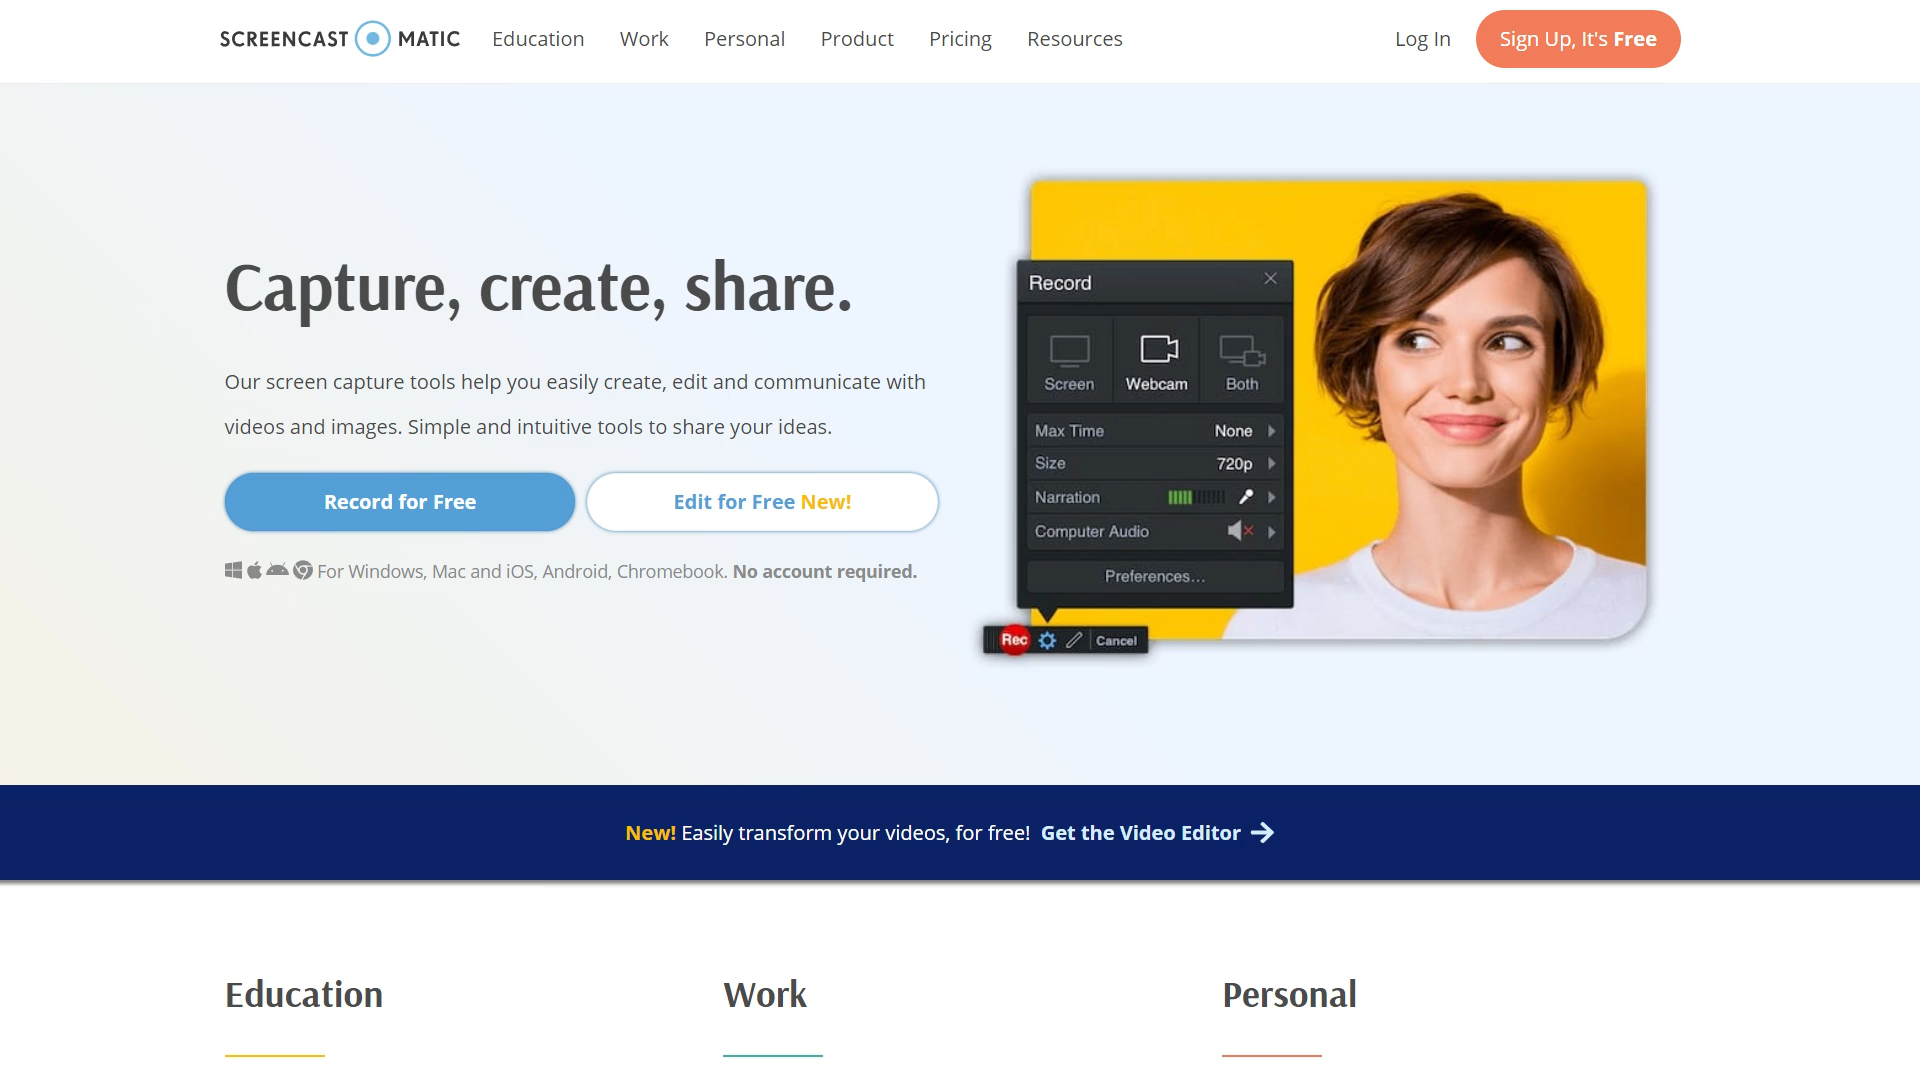 SCREENCAST MATIC Education Work Personal Product Pricing Resources Log In Sign Up, It's Free
Capture, create, share.
Our screen capture tools help you easily create, edit and communicate with
videos and images. Simple and intuitive tools to share your ideas.
Record for Free Edit for Free New!
For Windows, Mac and iOS, Android, Chromebook. No account required.
Record
Screen Webcam Both
Max Time None
Size 720p
Narration
Computer Audio
Preferences...
Rec Cancel
New! Easily transform your videos, for free! Get the Video Editor
Education Work Personal